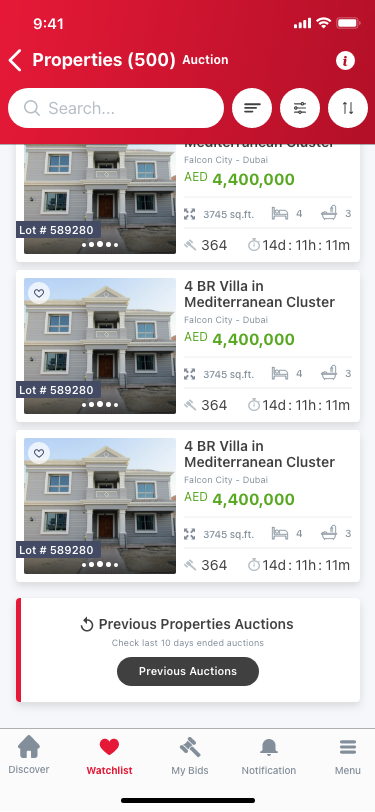 9:41
Properties (500) Auction
Search...
Mediterranean Cluster
Falcon City - Dubai
AED 4,400,000
3745 sq.ft. 4 3
Lot # 589280
364 14d : 11h : 11m
4 BR Villa in
Mediterranean Cluster
Falcon City - Dubai
AED 4,400,000
3745 sq.ft. 4 3
Lot # 589280
364 14d : 11h : 11m
4 BR Villa in
Mediterranean Cluster
Falcon City - Dubai
AED 4,400,000
3745 sq.ft. 4 3
Lot # 589280
364 14d : 11h : 11m
Previous Properties Auctions
Check last 10 days ended auctions
Previous Auctions
Discover Watchlist My Bids Notification Menu